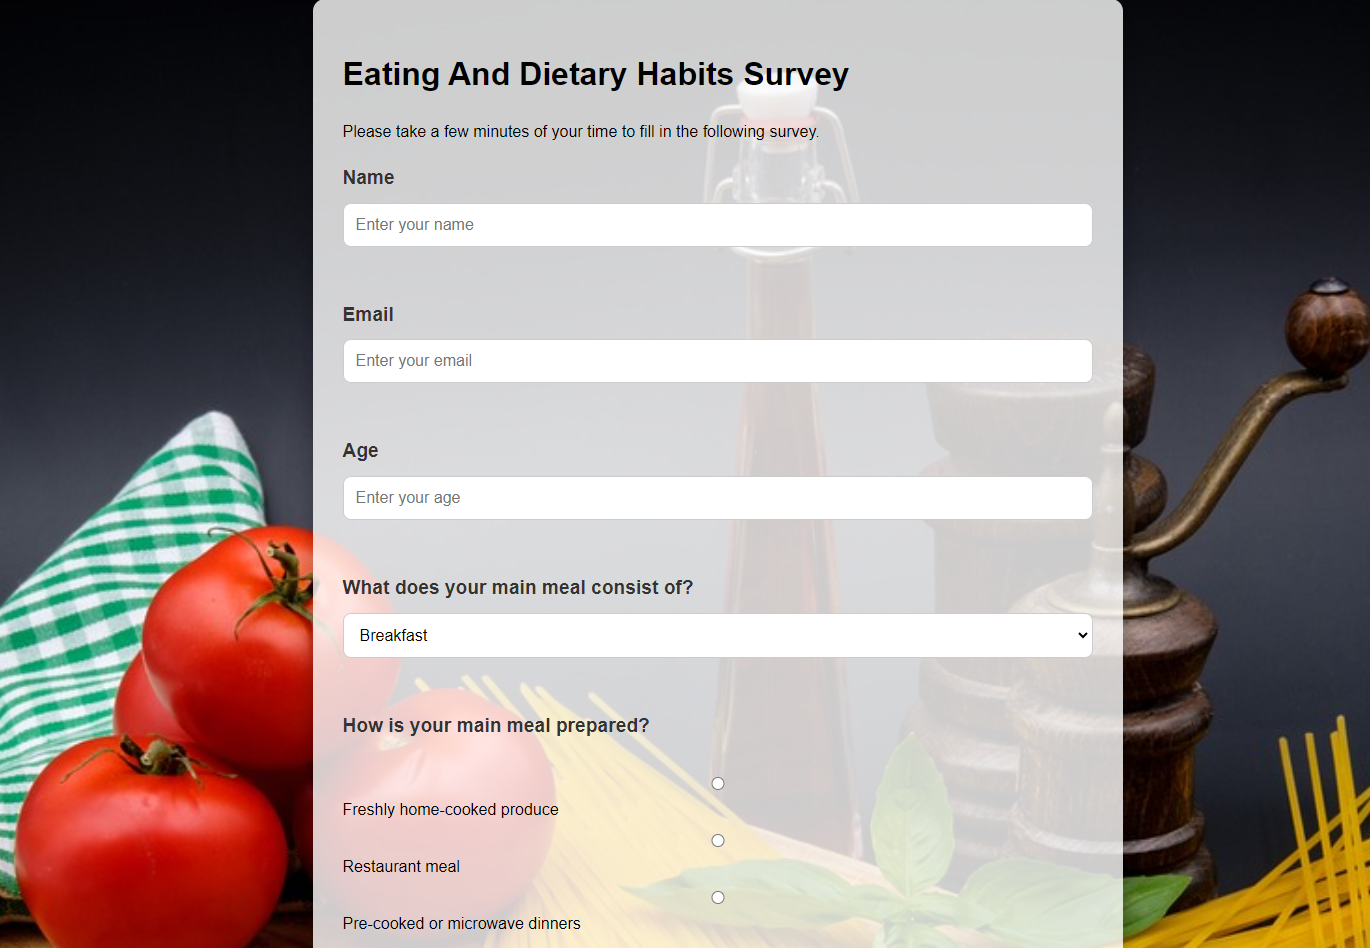 Eating And Dietary Habits Survey
Please take a few minutes of your time to fill in the following survey.
Name
Enter your name
Email
Enter your email
Age
Enter your age
What does your main meal consist of?
Breakfast
How is your main meal prepared?
Freshly home-cooked produce
Restaurant meal
Pre-cooked or microwave dinners